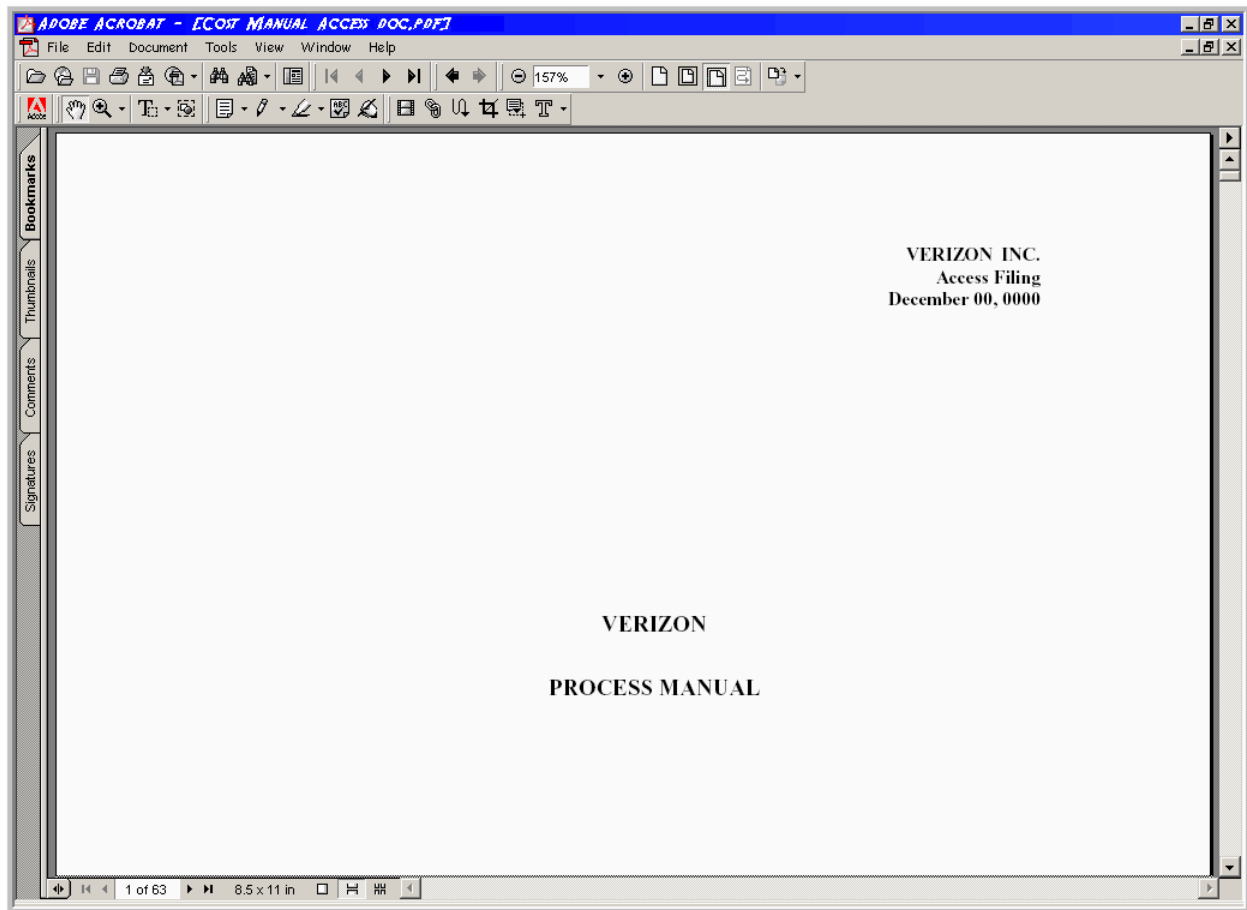 Adobe Acrobat - [Cost Manual Access doc.pdf]
File Edit Document Tools View Window Help
157%
Adobe
Bookmarks
Thumbnails
Comments
Signatures
VERIZON INC.
Access Filing
December 00, 0000
VERIZON
PROCESS MANUAL
1 of 63 8.5 x 11 in